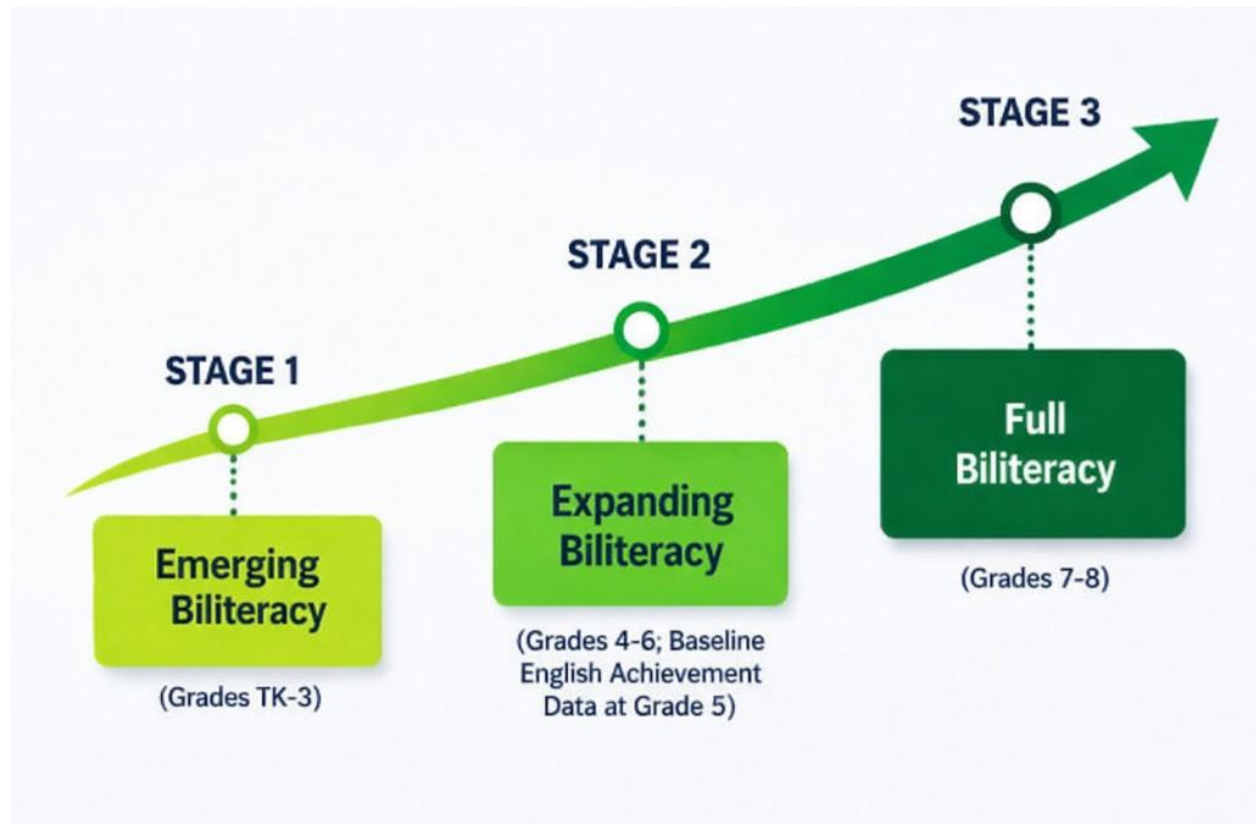 STAGE 1
Emerging
Biliteracy
(Grades TK-3)
STAGE 2
Expanding
Biliteracy
(Grades 4-6; Baseline
English Achievement
Data at Grade 5)
STAGE 3
Full
Biliteracy
(Grades 7-8)